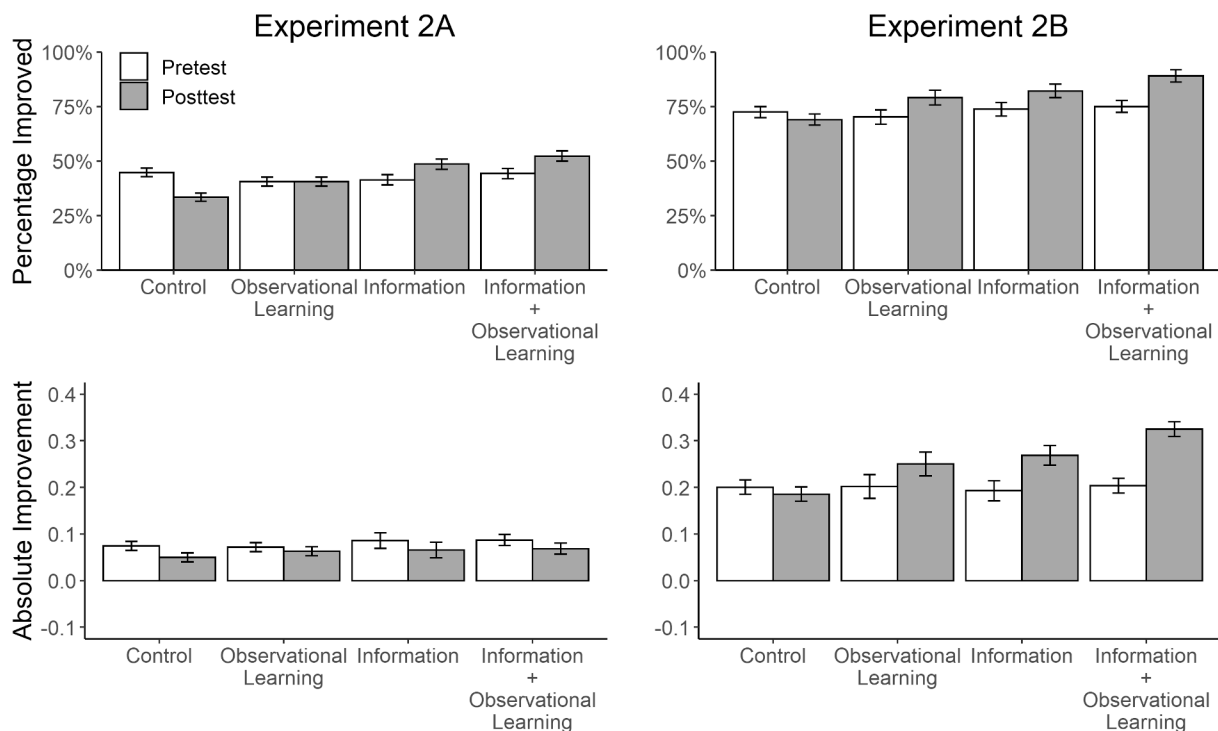 Experiment 2A
Percentage Improved
100%
75%
50%
25%
0%
Pretest
Posttest
Control
Observational
Learning
Information
Information
+
Observational
Learning
Experiment 2B
100%
75%
50%
25%
0%
Control
Observational
Learning
Information
Information
+
Observational
Learning
Absolute Improvement
0.4
0.3
0.2
0.1
0.0
-0.1
Control
Observational
Learning
Information
Information
+
Observational
Learning
0.4
0.3
0.2
0.1
0.0
-0.1
Control
Observational
Learning
Information
Information
+
Observational
Learning